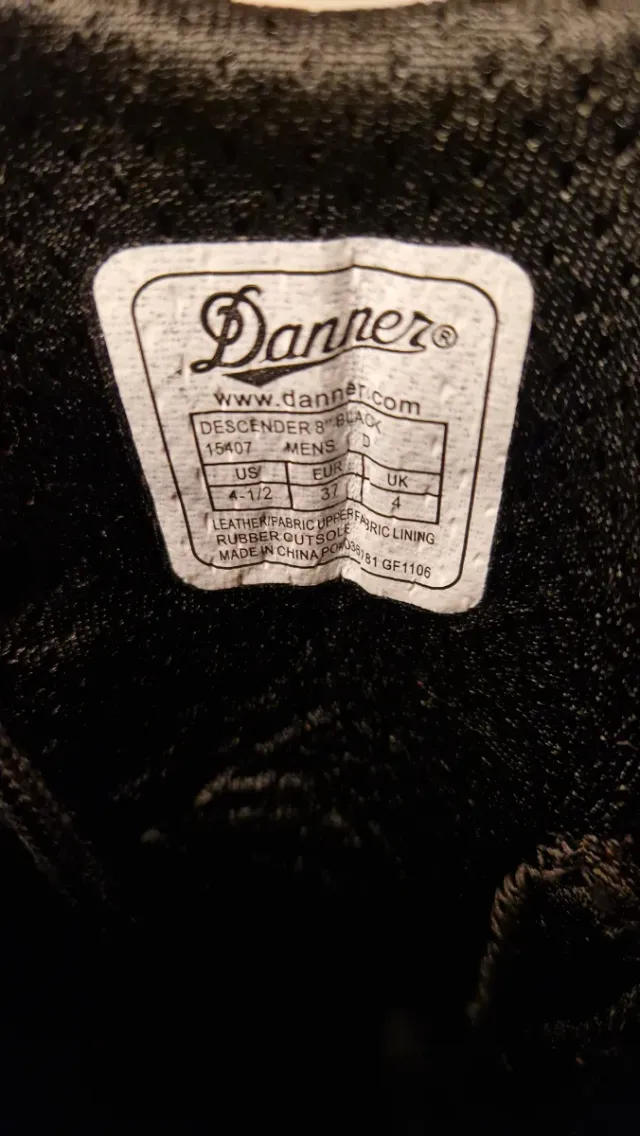 Danner®
www.danner.com
DESCENDER 8" BLACK
15407 MENS D
US EUR UK
4-1/2 37 4
LEATHER/FABRIC UPPER FABRIC LINING
RUBBER OUTSOLE
MADE IN CHINA GF1106